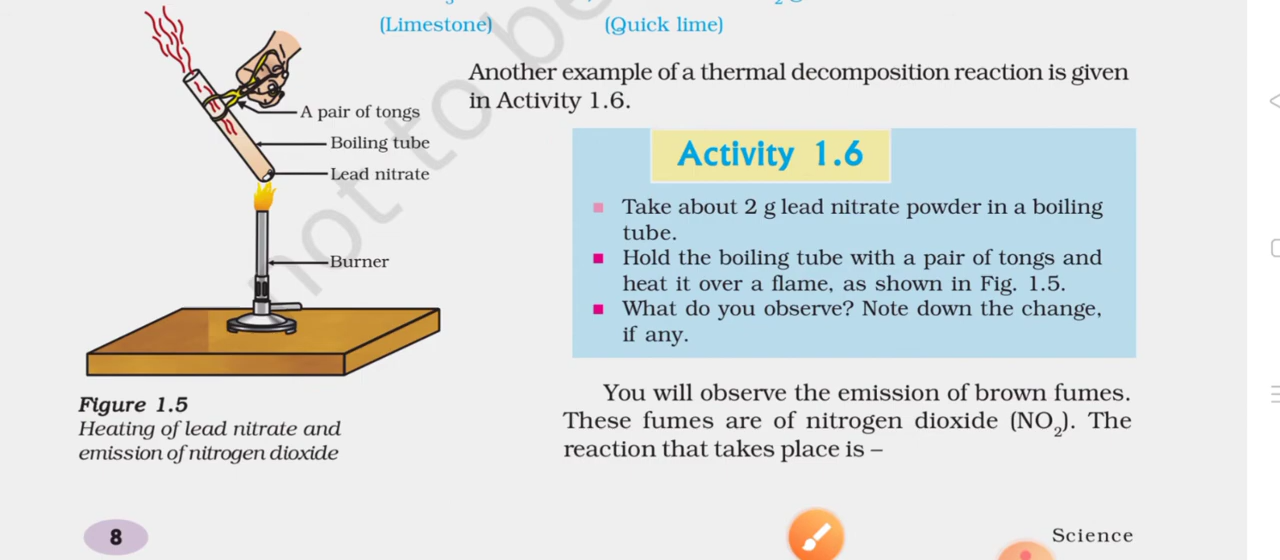 (Limestone)
(Quick lime)
Another example of a thermal decomposition reaction is given
in Activity 1.6.
A pair of tongs
Boiling tube
Lead nitrate
Burner
Activity 1.6
Take about 2 g lead nitrate powder in a boiling
tube.
Hold the boiling tube with a pair of tongs and
heat it over a flame, as shown in Fig. 1.5.
What do you observe? Note down the change,
if any.
Figure 1.5
Heating of lead nitrate and
emission of nitrogen dioxide
You will observe the emission of brown fumes.
These fumes are of nitrogen dioxide (NO₂). The
reaction that takes place is –
8
Science
not to be